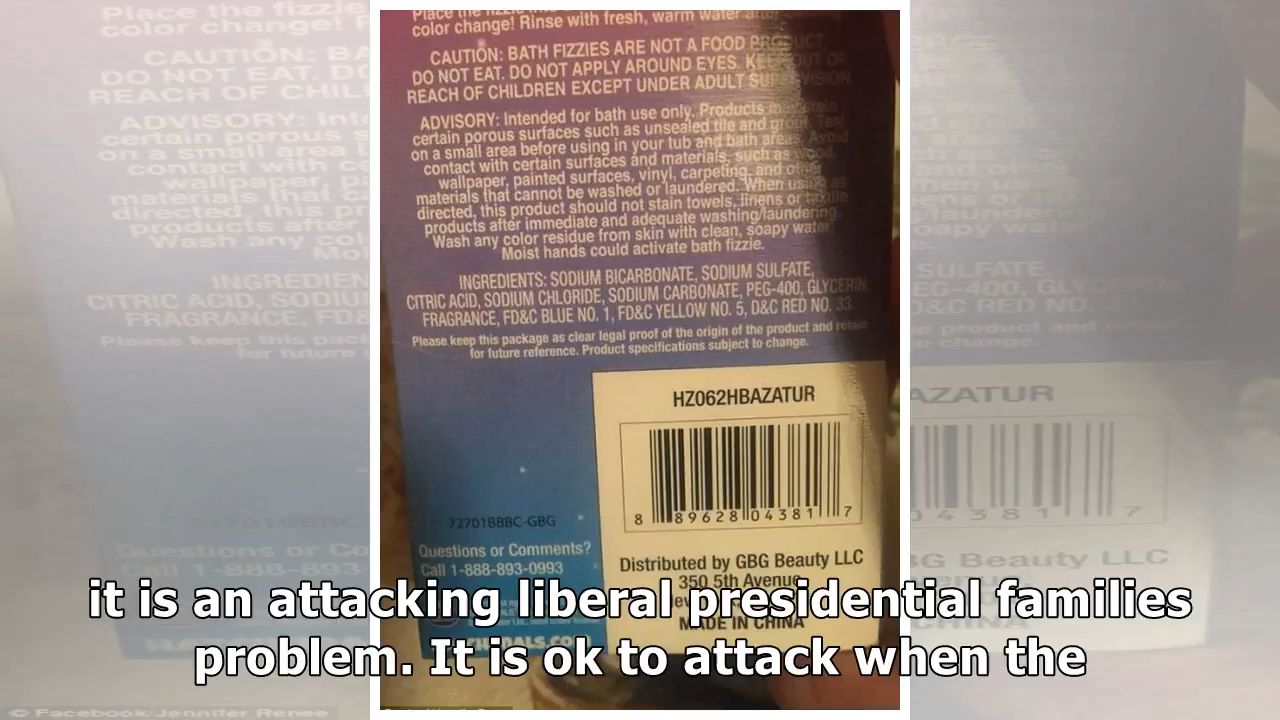 Place the fizzie into
color change! Rinse with fresh, warm water after
CAUTION: BATH FIZZIES ARE NOT A FOOD PRODUCT
DO NOT EAT. DO NOT APPLY AROUND EYES. KEEP OUT OF
REACH OF CHILDREN EXCEPT UNDER ADULT SUPERVISION
ADVISORY: Intended for bath use only. Products may stain
certain porous surfaces such as unsealed tile and grout. Test
on a small area before using in your tub and bath area. Avoid
contact with certain surfaces and materials, such as wood,
wallpaper, painted surfaces, vinyl, carpeting, and other
materials that cannot be washed or laundered. When using as
directed, this product should not stain towels, linens or textile
products after immediate and adequate washing/laundering.
Wash any color residue from skin with clean, soapy water.
Moist hands could activate bath fizzie.
INGREDIENTS: SODIUM BICARBONATE, SODIUM SULFATE,
CITRIC ACID, SODIUM CHLORIDE, SODIUM CARBONATE, PEG-400, GLYCERIN,
FRAGRANCE, FD&C BLUE NO. 1, FD&C YELLOW NO. 5, D&C RED NO. 33.
Please keep this package as clear legal proof of the origin of the product and retain
for future reference. Product specifications subject to change.
HZ062HBAZATUR
8 89628 04381 7
72701BBBC-GBG
Questions or Comments?
Call 1-888-893-0993
Distributed by GBG Beauty LLC
350 5th Avenue
MADE IN CHINA
it is an attacking liberal presidential families
problem. It is ok to attack when the
© Facebook/Jennifer Renee